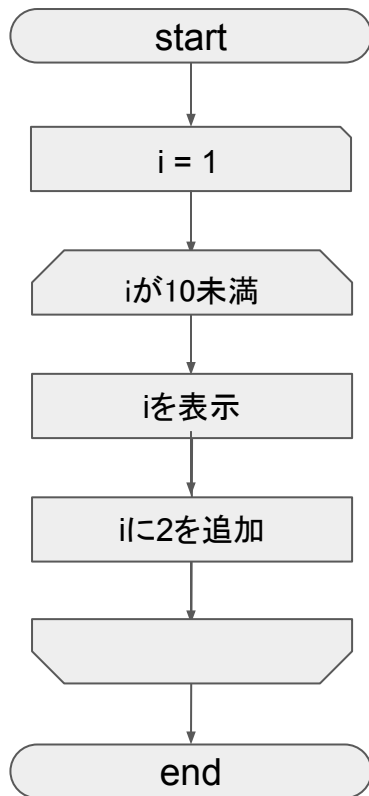 start
i = 1
iが10未満
iを表示
iに2を追加
end